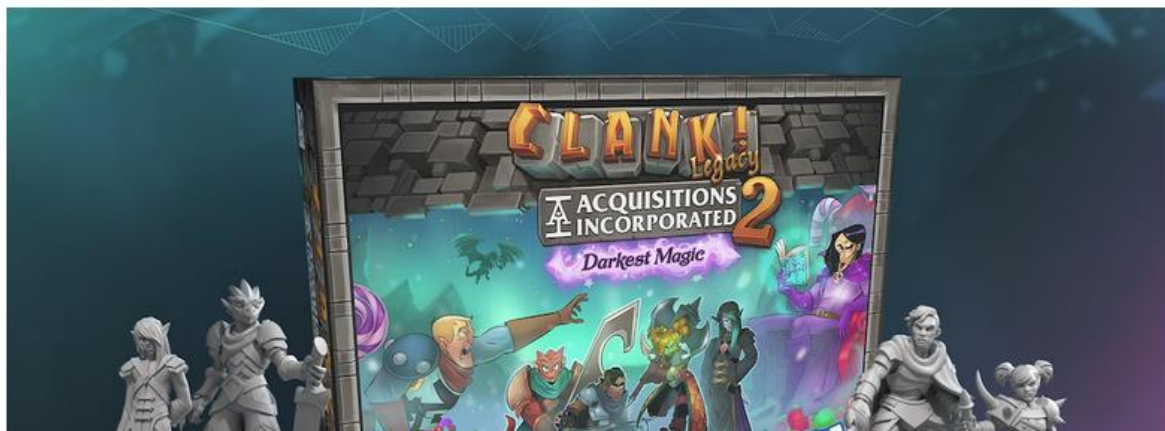 CLANK!
Legacy
ACQUISITIONS
INCORPORATED 2
Darkest Magic